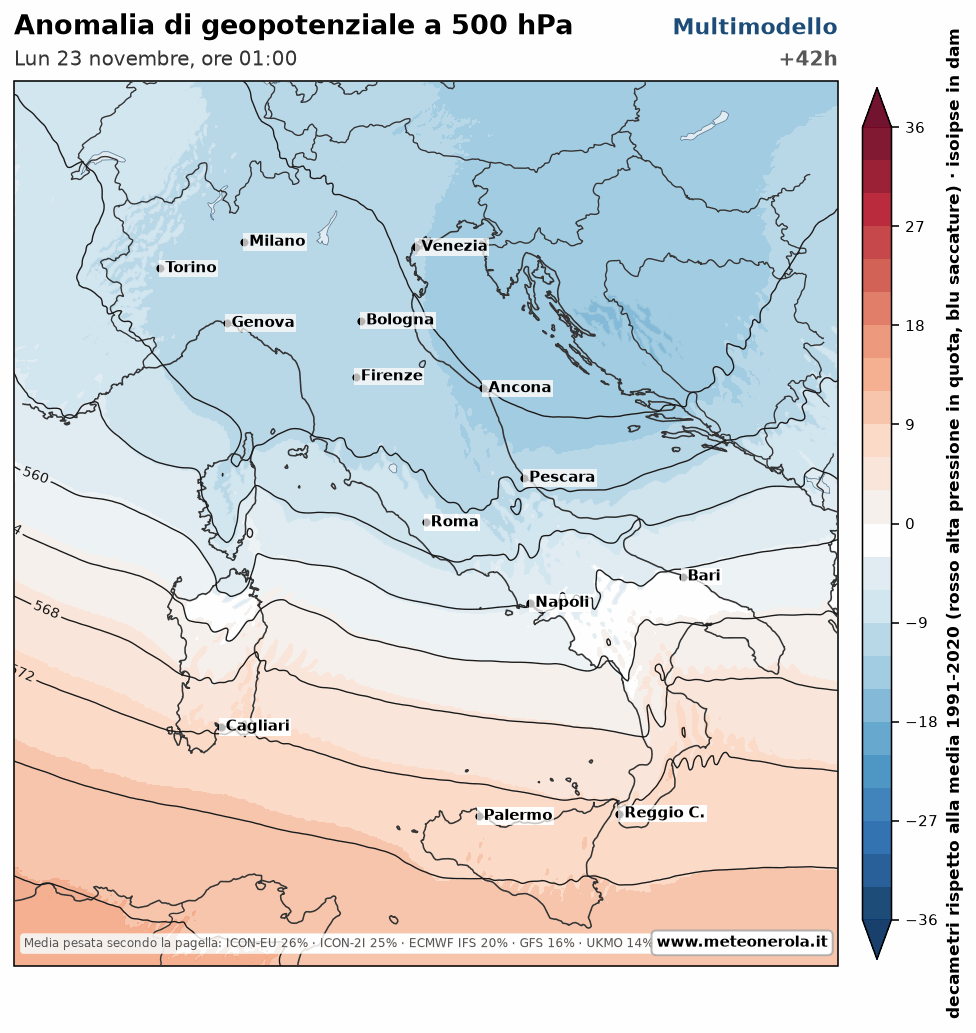 Anomalia di geopotenziale a 500 hPa
Multimodello
Lun 23 novembre, ore 01:00
+42h
Milano
Venezia
Torino
Genova
Bologna
Firenze
Ancona
560
Pescara
Roma
4
Bari
568
Napoli
572
Cagliari
Palermo
Reggio C.
Media pesata secondo la pagella: ICON-EU 26% · ICON-2I 25% · ECMWF IFS 20% · GFS 16% · UKMO 14%
www.meteonerola.it
36
27
18
9
0
−9
−18
−27
−36
decametri rispetto alla media 1991-2020 (rosso alta pressione in quota, blu saccature) · isoipse in dam